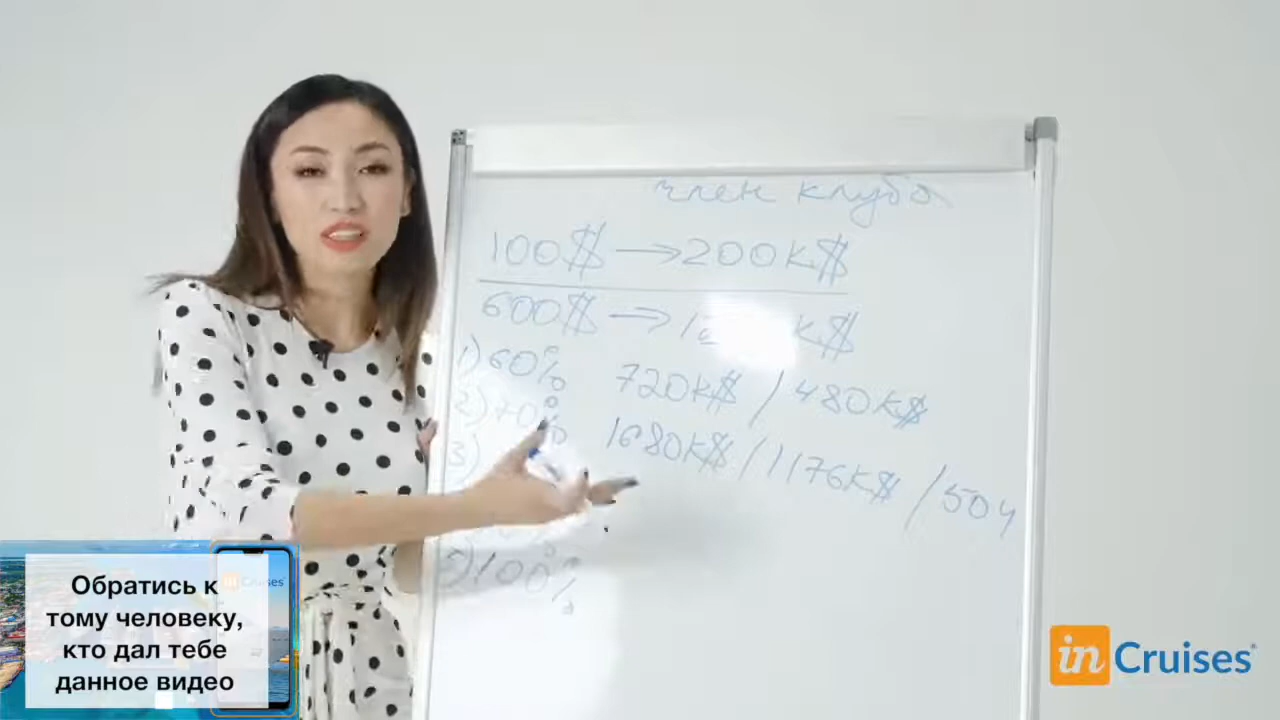 член клуба
100$ → 200к$
600$ → к$
1) 60% 720к$ / 480к$
2) 70% 1680к$ / 1176к$ / 504
3)
5) 100%
Обратись к
тому человеку,
кто дал тебе
данное видео
inCruises
inCruises